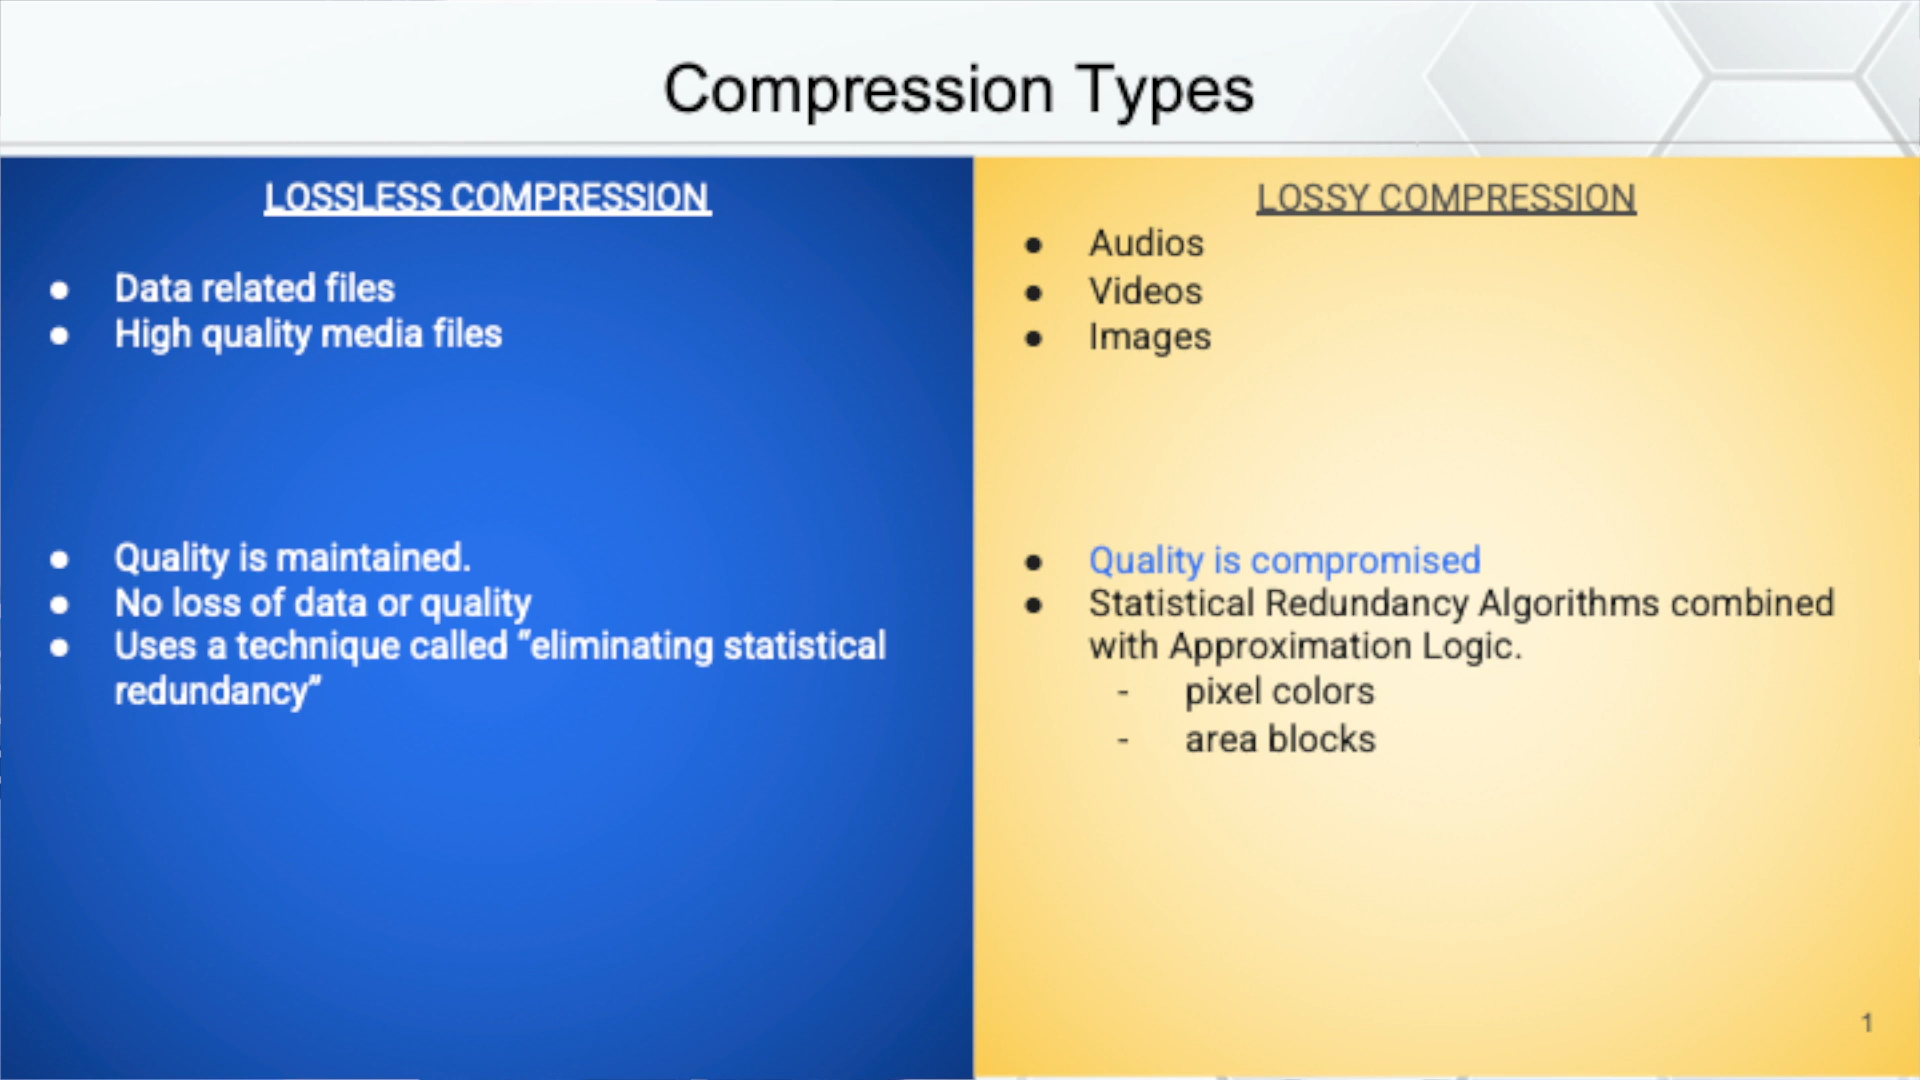 Compression Types
LOSSLESS COMPRESSION
● Data related files
● High quality media files
● Quality is maintained.
● No loss of data or quality
● Uses a technique called "eliminating statistical
redundancy"
LOSSY COMPRESSION
● Audios
● Videos
● Images
● Quality is compromised
● Statistical Redundancy Algorithms combined
with Approximation Logic.
- pixel colors
- area blocks
1